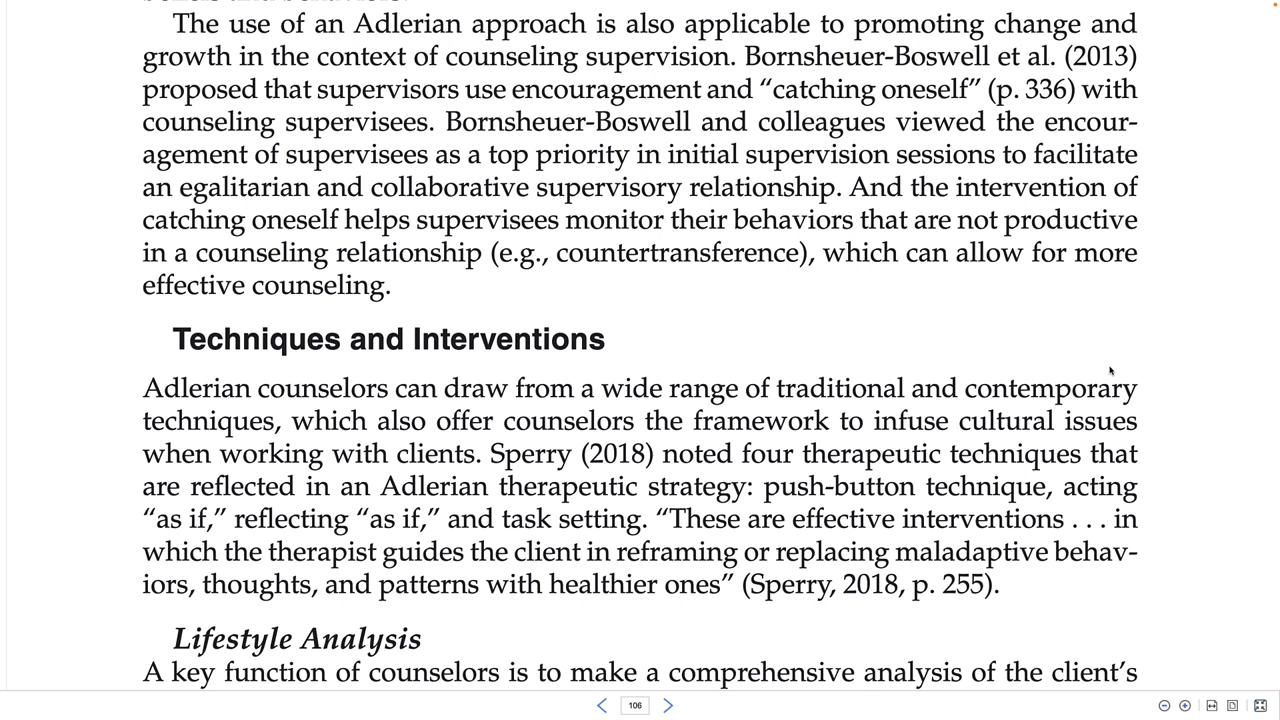 The use of an Adlerian approach is also applicable to promoting change and
growth in the context of counseling supervision. Bornsheuer-Boswell et al. (2013)
proposed that supervisors use encouragement and “catching oneself” (p. 336) with
counseling supervisees. Bornsheuer-Boswell and colleagues viewed the encour-
agement of supervisees as a top priority in initial supervision sessions to facilitate
an egalitarian and collaborative supervisory relationship. And the intervention of
catching oneself helps supervisees monitor their behaviors that are not productive
in a counseling relationship (e.g., countertransference), which can allow for more
effective counseling.
Techniques and Interventions
Adlerian counselors can draw from a wide range of traditional and contemporary
techniques, which also offer counselors the framework to infuse cultural issues
when working with clients. Sperry (2018) noted four therapeutic techniques that
are reflected in an Adlerian therapeutic strategy: push-button technique, acting
“as if,” reflecting “as if,” and task setting. “These are effective interventions . . . in
which the therapist guides the client in reframing or replacing maladaptive behav-
iors, thoughts, and patterns with healthier ones” (Sperry, 2018, p. 255).
Lifestyle Analysis
A key function of counselors is to make a comprehensive analysis of the client’s
106